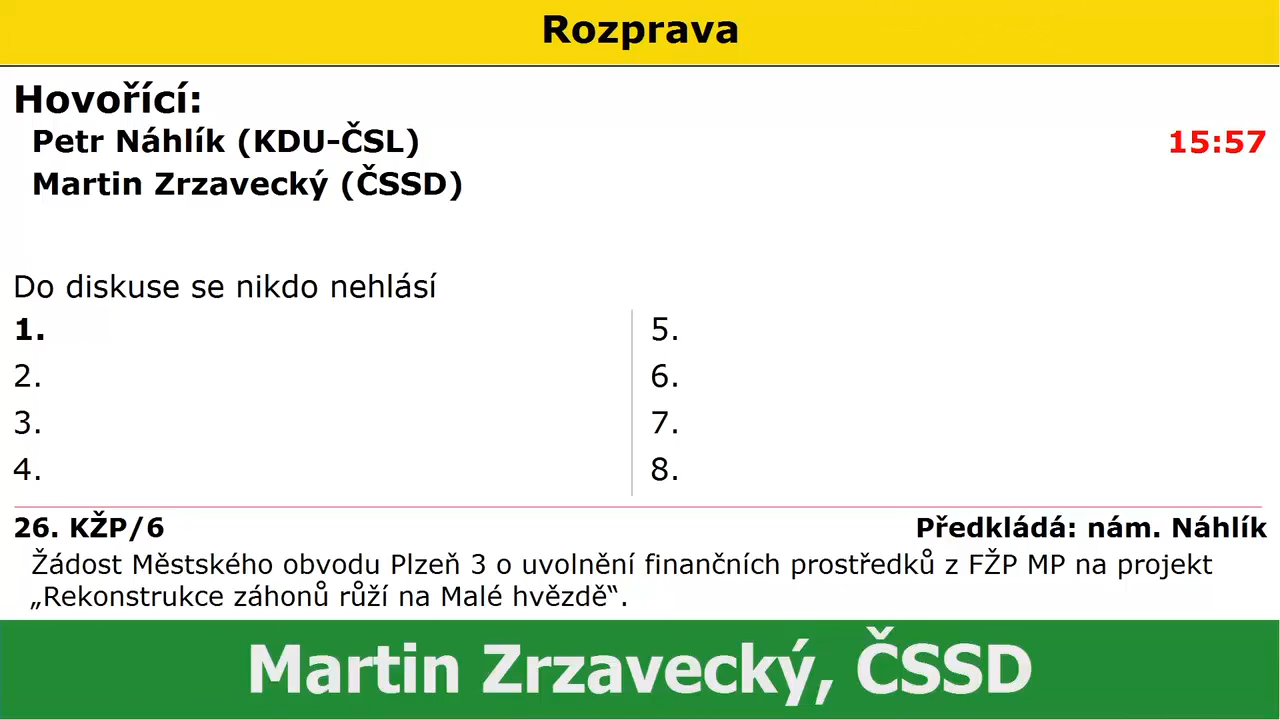 Rozprava
Hovořící:
Petr Náhlík (KDU-ČSL) 15:57
Martin Zrzavecký (ČSSD)
Do diskuse se nikdo nehlásí
1. 5.
2. 6.
3. 7.
4. 8.
26. KŽP/6 Předkládá: nám. Náhlík
Žádost Městského obvodu Plzeň 3 o uvolnění finančních prostředků z FŽP MP na projekt
„Rekonstrukce záhonů růží na Malé hvězdě“.
Martin Zrzavecký, ČSSD